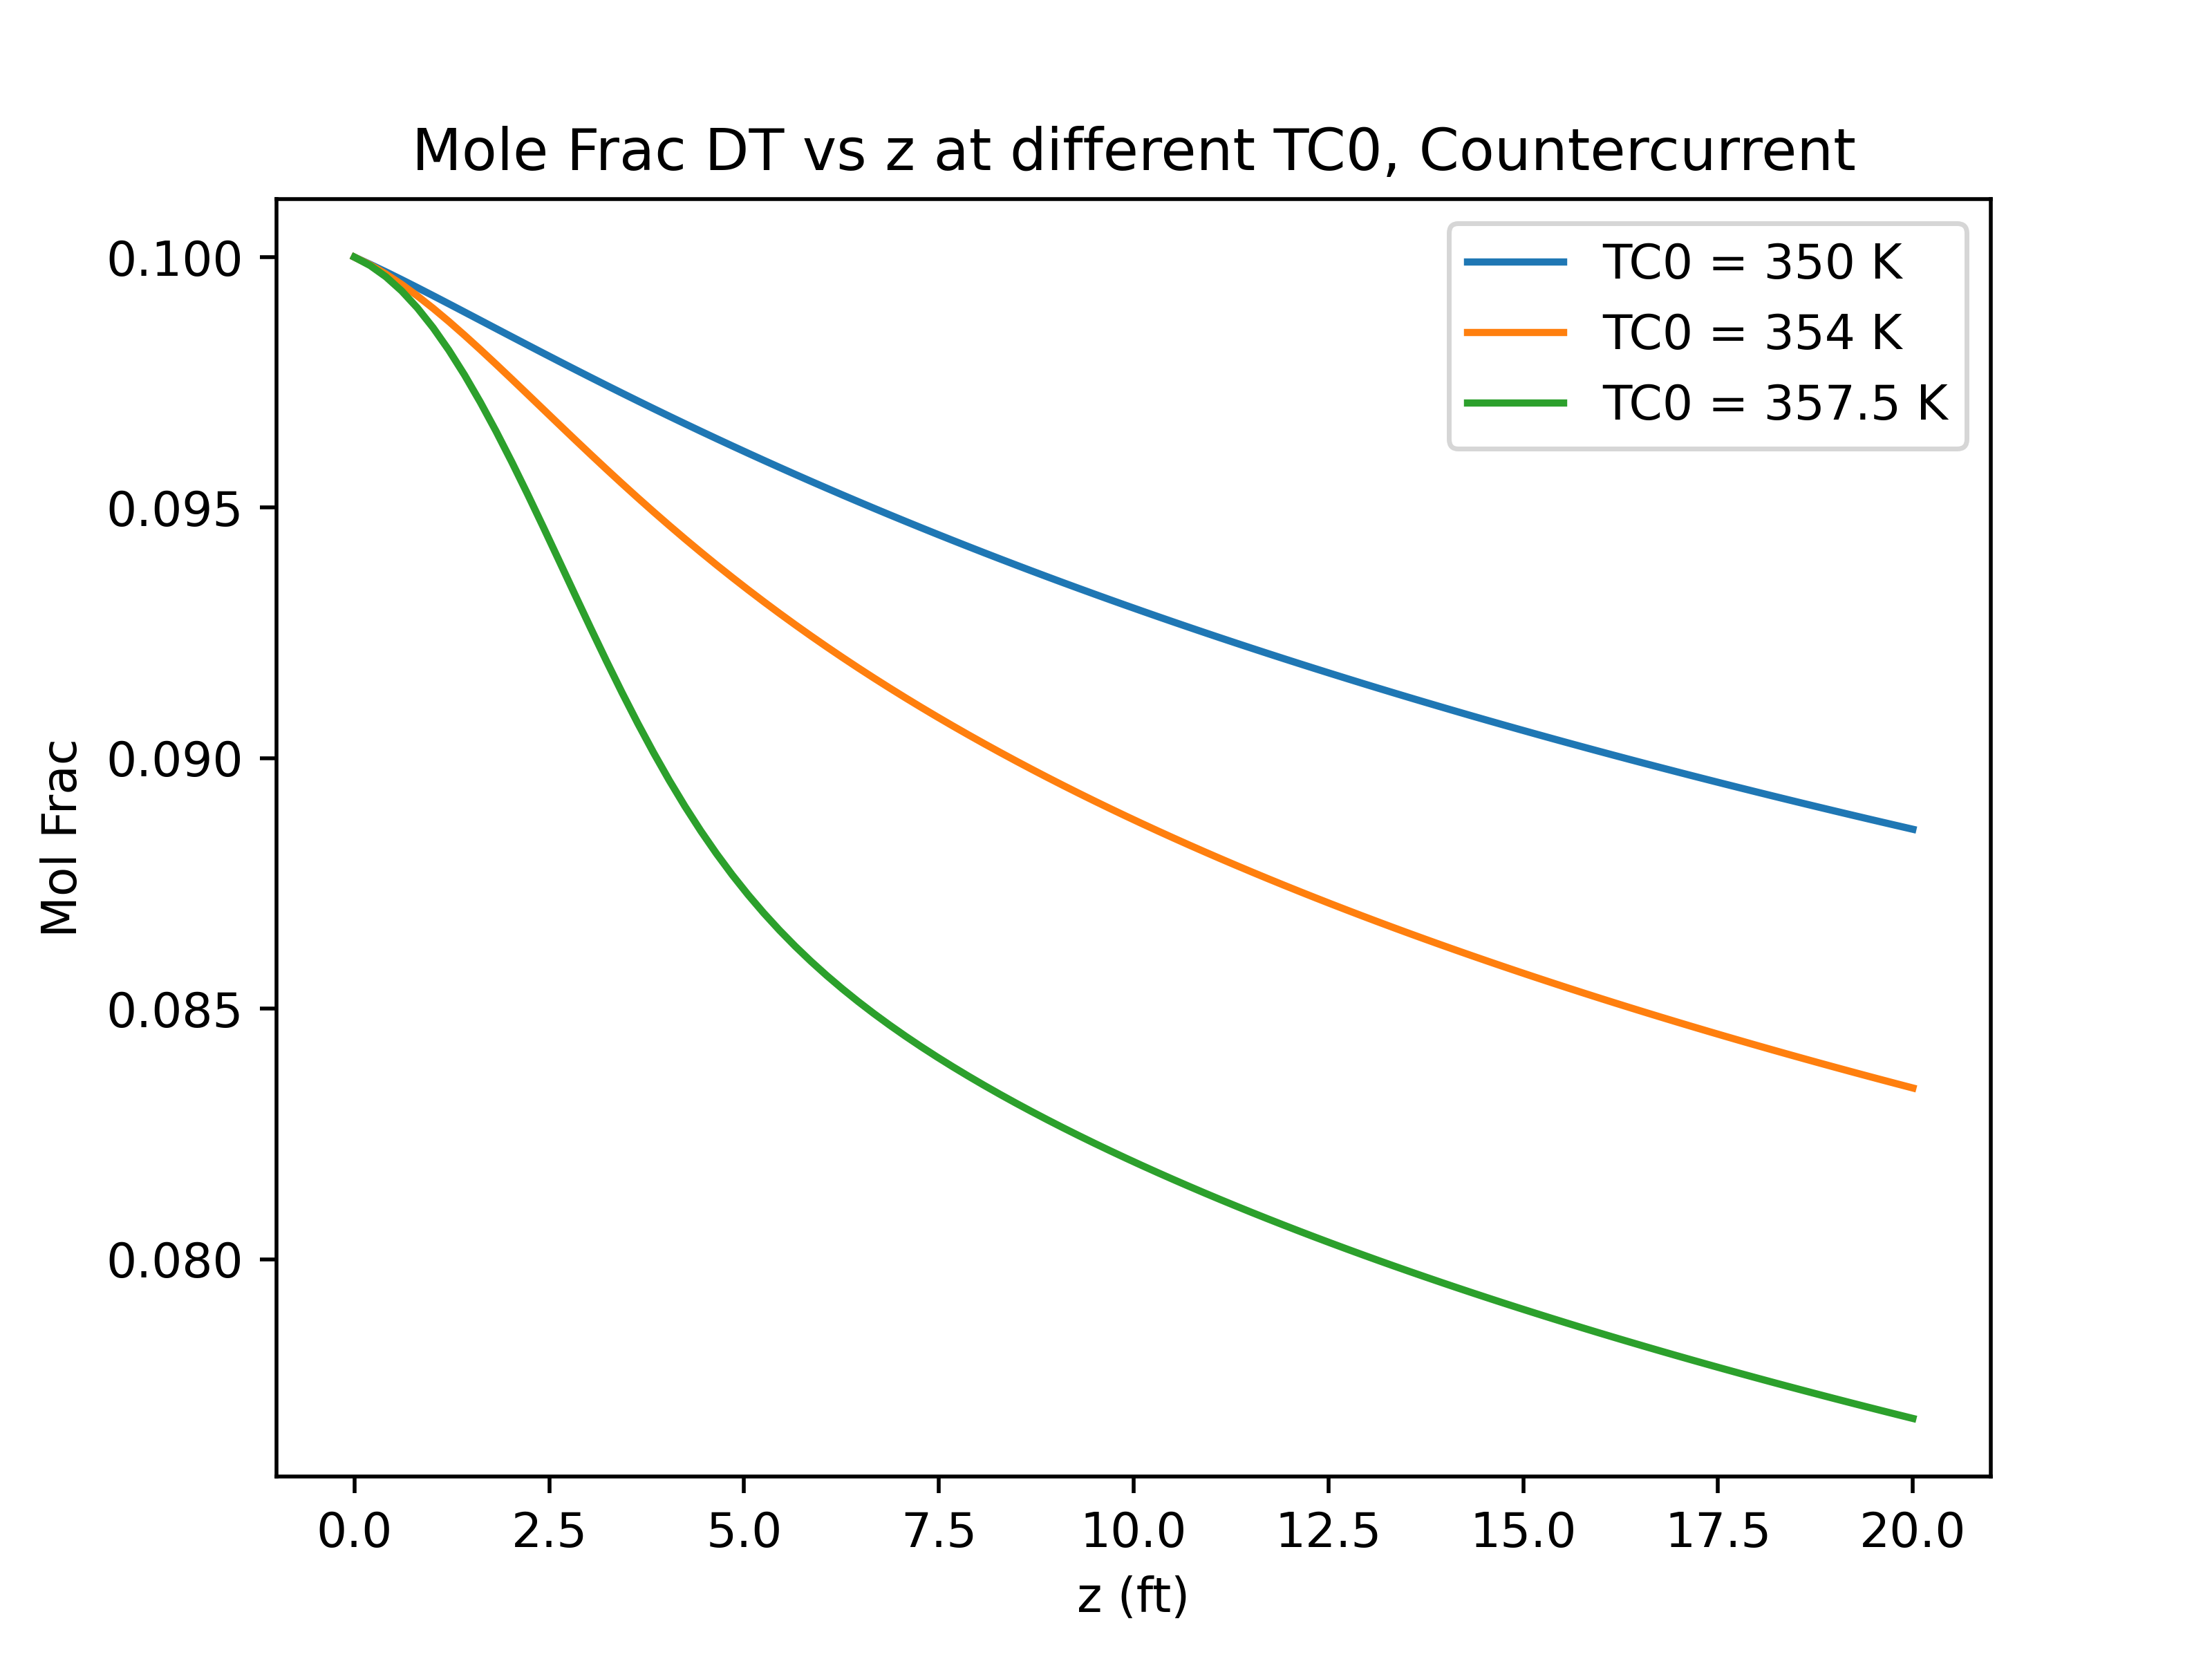 Mole Frac DT vs z at different TC0, Countercurrent
TC0 = 350 K
TC0 = 354 K
TC0 = 357.5 K
Mol Frac
0.100
0.095
0.090
0.085
0.080
0.0 2.5 5.0 7.5 10.0 12.5 15.0 17.5 20.0
z (ft)